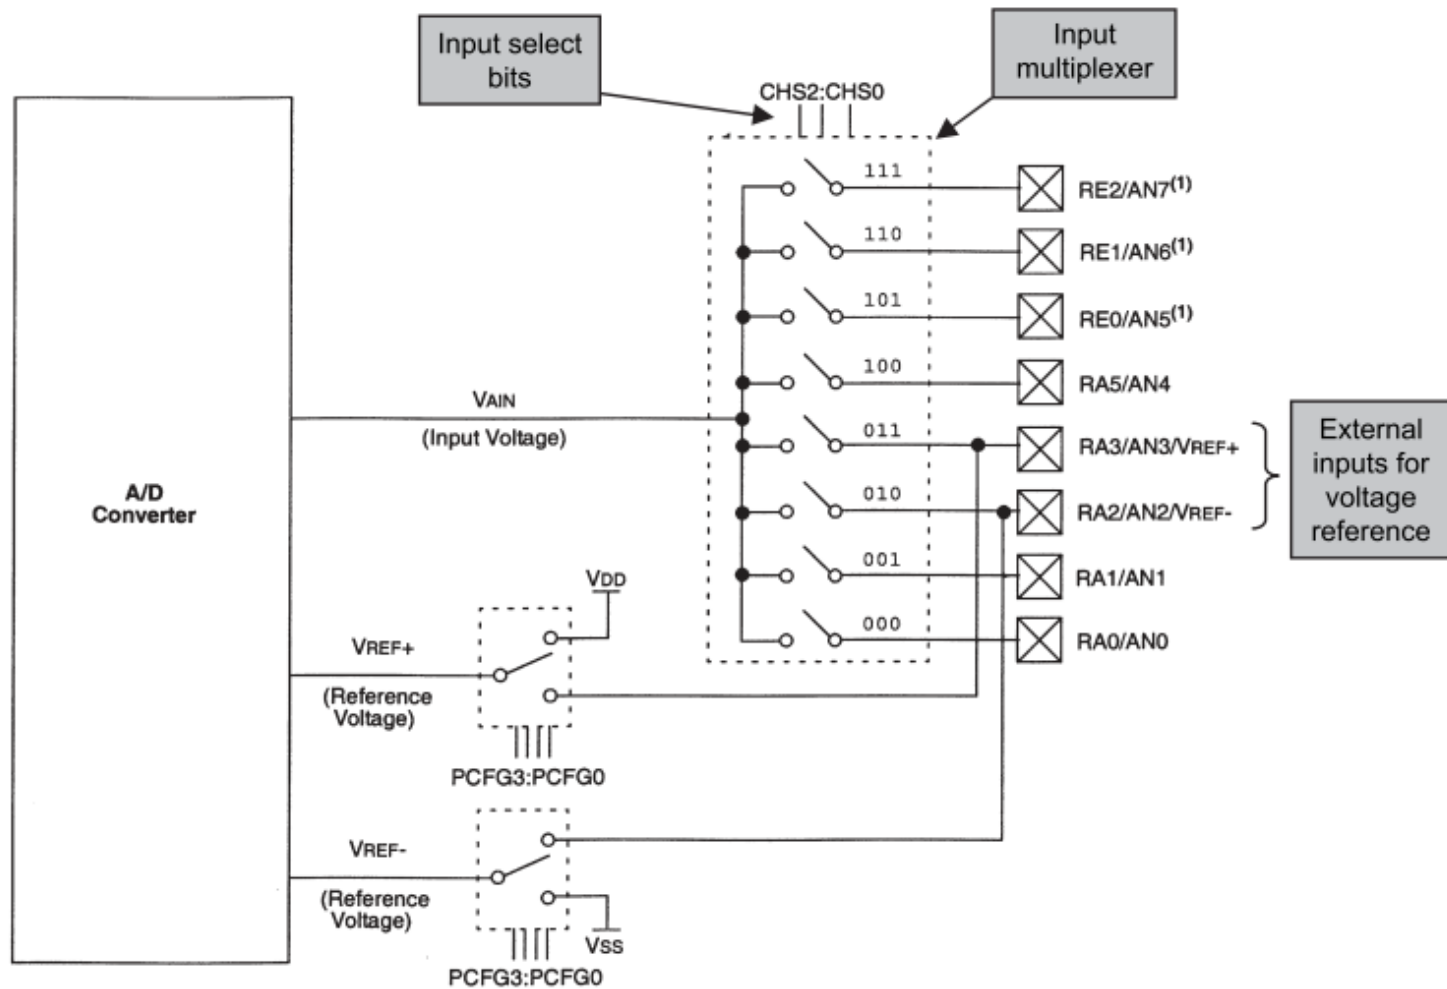 Input select
bits
Input
multiplexer
CHS2:CHS0
111
RE2/AN7(1)
110
RE1/AN6(1)
101
RE0/AN5(1)
100
RA5/AN4
VAIN
(Input Voltage)
011
RA3/AN3/VREF+
External
inputs for
voltage
reference
A/D
Converter
010
RA2/AN2/VREF-
001
RA1/AN1
VDD
000
RA0/AN0
VREF+
(Reference
Voltage)
PCFG3:PCFG0
VREF-
(Reference
Voltage)
VSS
PCFG3:PCFG0